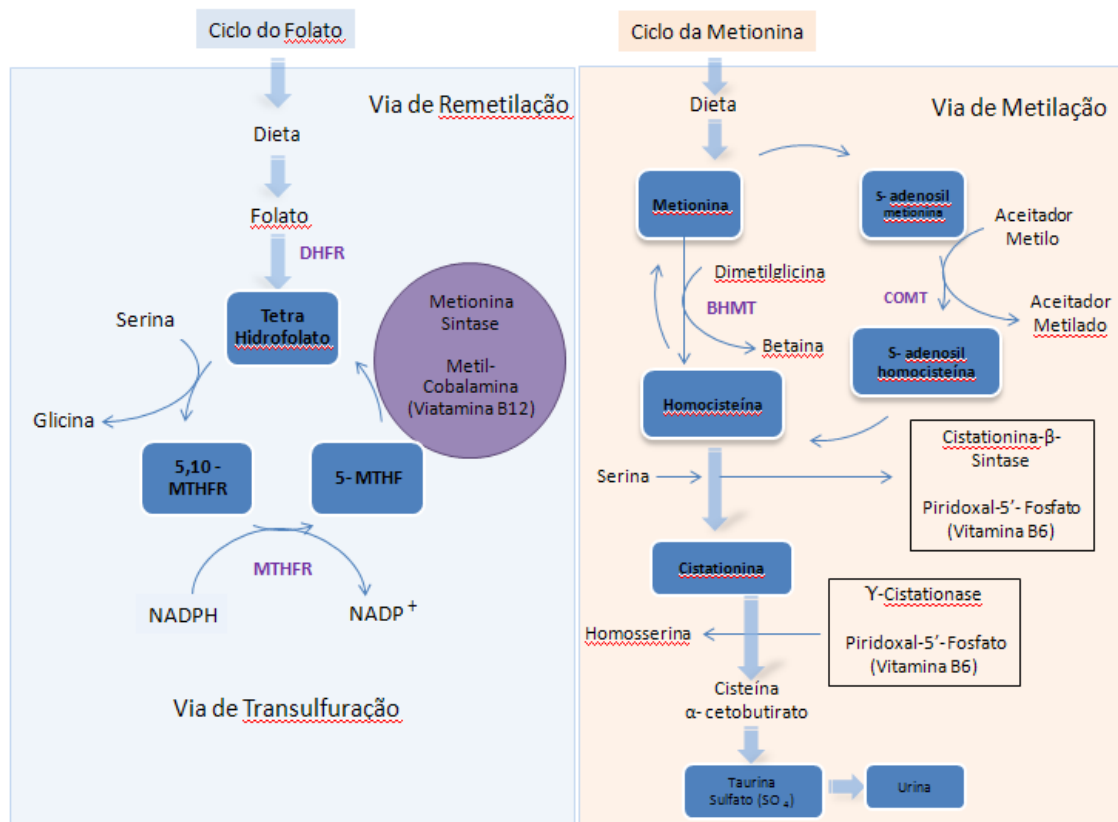 Ciclo do Folato
Via de Remetilação
Dieta
Folato
DHFR
Tetra
Hidrofolato
Serina
Glicina
Metionina
Sintase
Metil-
Cobalamina
(Viatamina B12)
5,10 -
MTHFR
5- MTHF
MTHFR
NADPH
NADP +
Via de Transulfuração
Ciclo da Metionina
Dieta
Via de Metilação
Metionina
S- adenosil
metionina
Aceitador
Metilo
Dimetilglicina
BHMT
COMT
Betaina
Aceitador
Metilado
S- adenosil
homocisteína
Homocisteína
Serina
Cistationina-β-
Sintase
Piridoxal-5’- Fosfato
(Vitamina B6)
Cistationina
ϒ-Cistationase
Piridoxal-5’- Fosfato
(Vitamina B6)
Homosserina
Cisteína
α- cetobutirato
Taurina
Sulfato (SO 4)
Urina